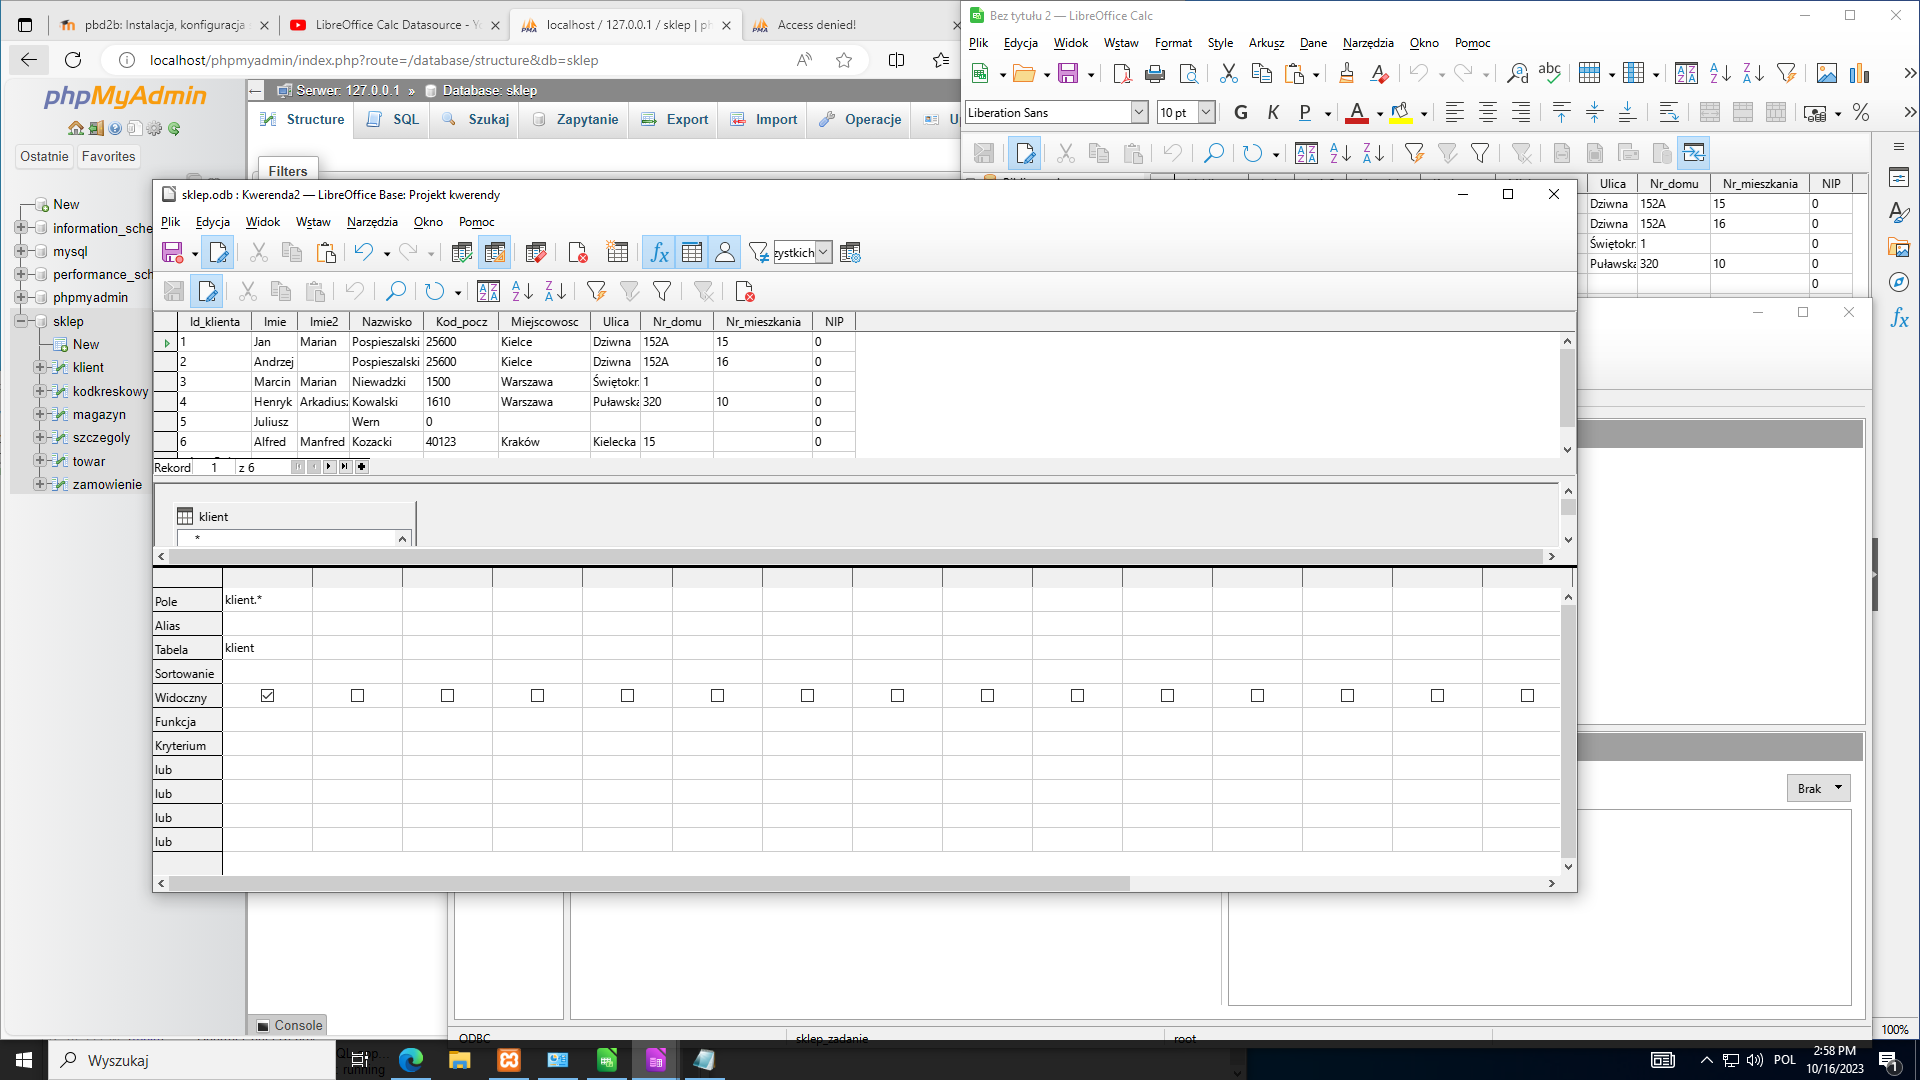 pbd2b: Instalacja, konfiguracja
LibreOffice Calc Datasource - Yo
localhost / 127.0.0.1 / sklep | ph
Access denied!
localhost/phpmyadmin/index.php?route=/database/structure&db=sklep
phpMyAdmin
Ostatnie
Favorites
New
information_sche
mysql
performance_sch
phpmyadmin
sklep
New
klient
kodkreskowy
magazyn
szczegoly
towar
zamowienie
Serwer: 127.0.0.1 » Database: sklep
Structure
SQL
Szukaj
Zapytanie
Export
Import
Operacje
Filters
Console
Bez tytułu 2 — LibreOffice Calc
Plik Edycja Widok Wstaw Format Style Arkusz Dane Narzędzia Okno Pomoc
Liberation Sans
10 pt
G K P
Ulica Nr_domu Nr_mieszkania NIP
Dziwna 152A 15 0
Dziwna 152A 16 0
Świętokr. 1 0
Puławska 320 10 0
0
sklep.odb : Kwerenda2 — LibreOffice Base: Projekt kwerendy
Plik Edycja Widok Wstaw Narzędzia Okno Pomoc
zystkich
Id_klienta Imie Imie2 Nazwisko Kod_pocz Miejscowosc Ulica Nr_domu Nr_mieszkania NIP
1 Jan Marian Pospieszalski 25600 Kielce Dziwna 152A 15 0
2 Andrzej Pospieszalski 25600 Kielce Dziwna 152A 16 0
3 Marcin Marian Niewadzki 1500 Warszawa Świętokr. 1 0
4 Henryk Arkadiusz Kowalski 1610 Warszawa Puławska 320 10 0
5 Juliusz Wern 0 0
6 Alfred Manfred Kozacki 40123 Kraków Kielecka 15 0
Rekord 1 z 6
klient
*
Pole klient.*
Alias
Tabela klient
Sortowanie
Widoczny
Funkcja
Kryterium
lub
lub
lub
lub
Brak
ODBC
sklep_zadanie
root
100%
Wyszukaj
running
POL
2:58 PM
10/16/2023
1